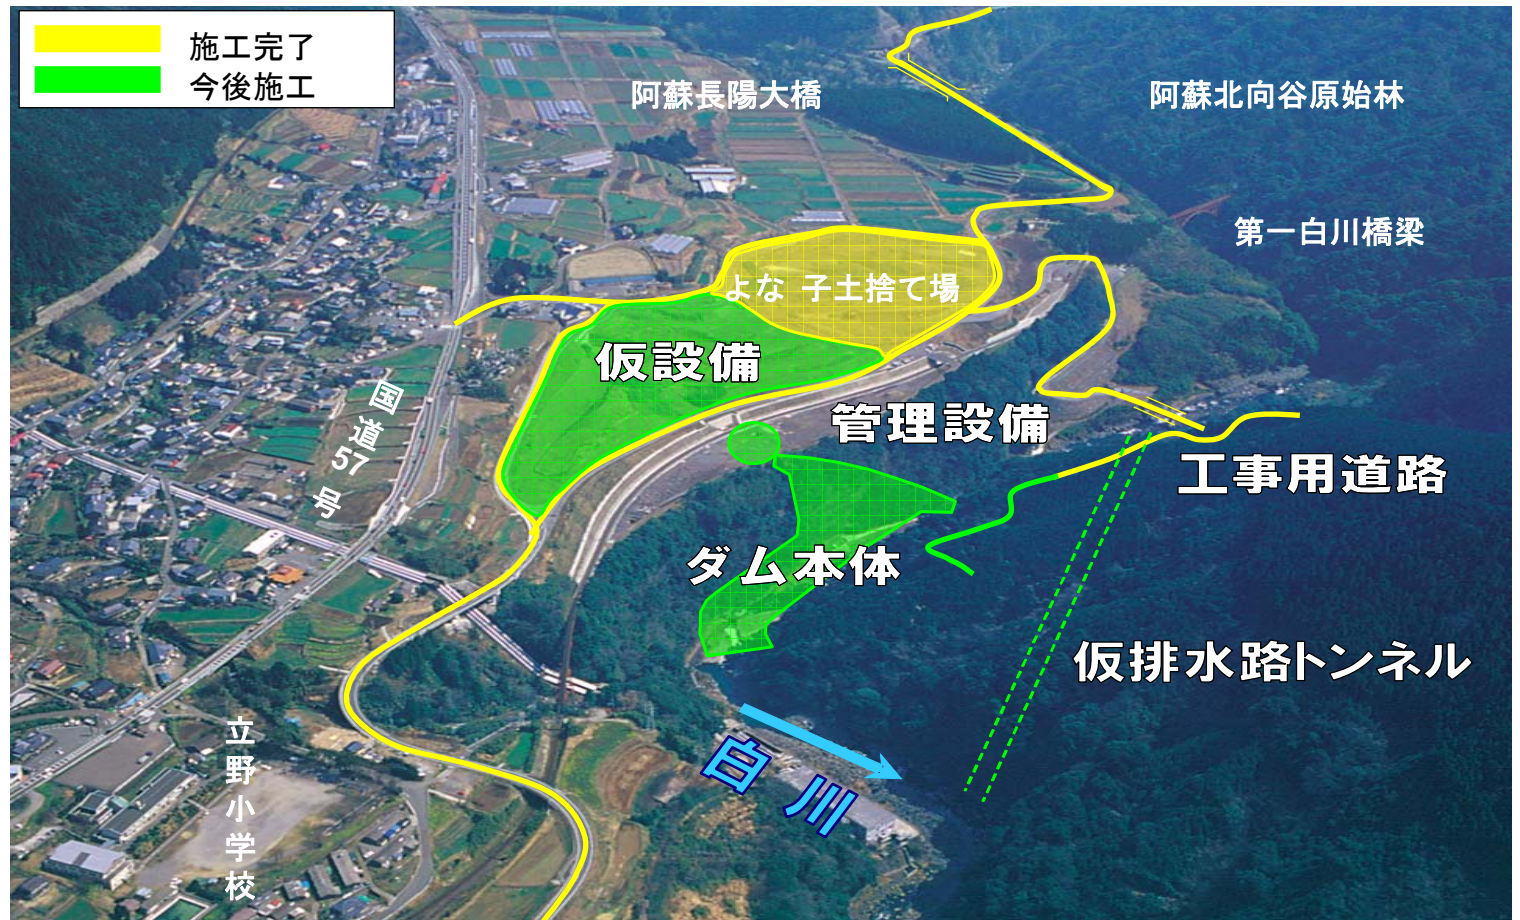 施工完了
今後施工
阿蘇長陽大橋
阿蘇北向谷原始林
第一白川橋梁
よな 子土捨て場
仮設備
国道57号
管理設備
工事用道路
ダム本体
仮排水路トンネル
白川
立野小学校